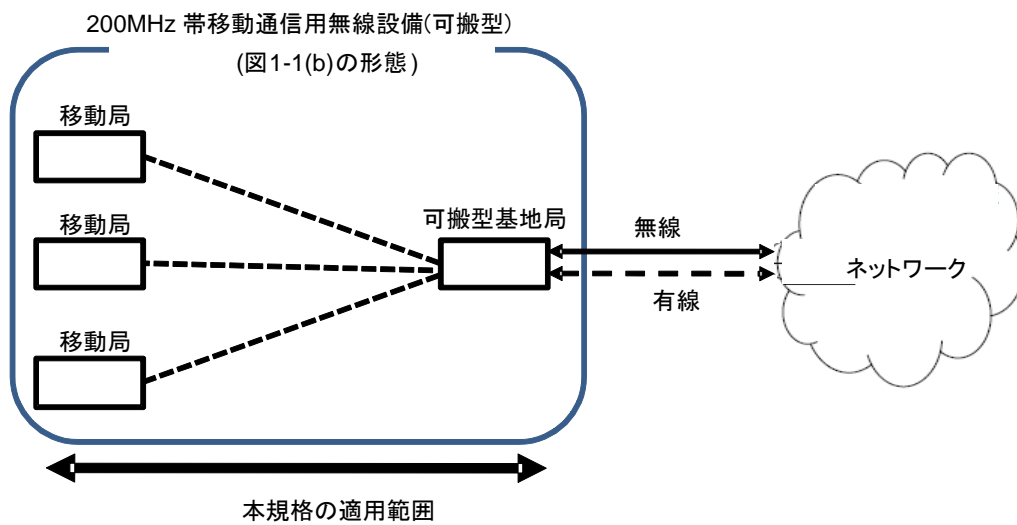 200MHz 帯移動通信用無線設備(可搬型)
(図1-1(b)の形態)
移動局
移動局
可搬型基地局
無線
ネットワーク
有線
移動局
本規格の適用範囲